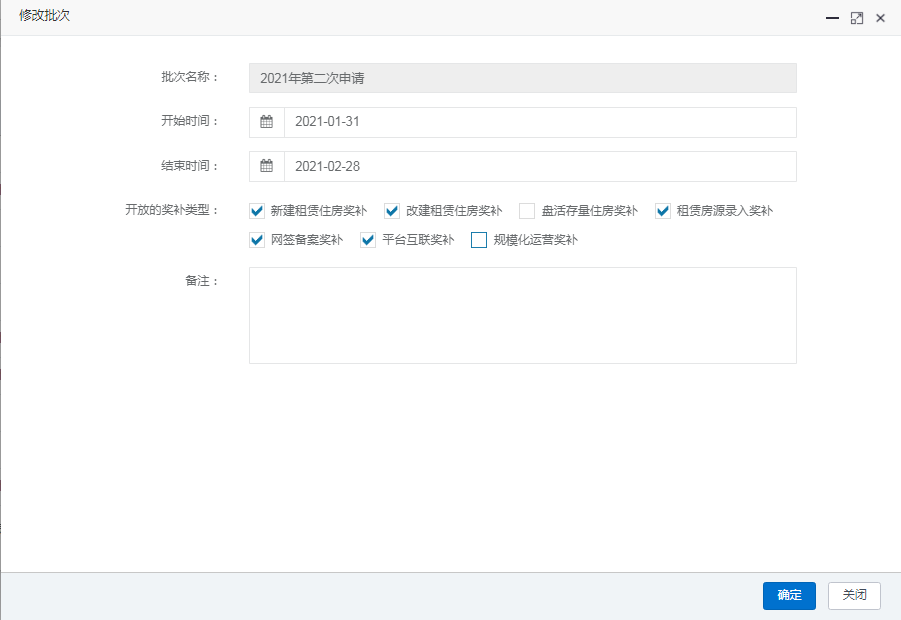 修改批次
批次名称：
2021年第二次申请
开始时间：
2021-01-31
结束时间：
2021-02-28
开放的奖补类型：
新建租赁住房奖补 改建租赁住房奖补 盘活存量住房奖补 租赁房源录入奖补
网签备案奖补 平台互联奖补 规模化运营奖补
备注：
确定 关闭